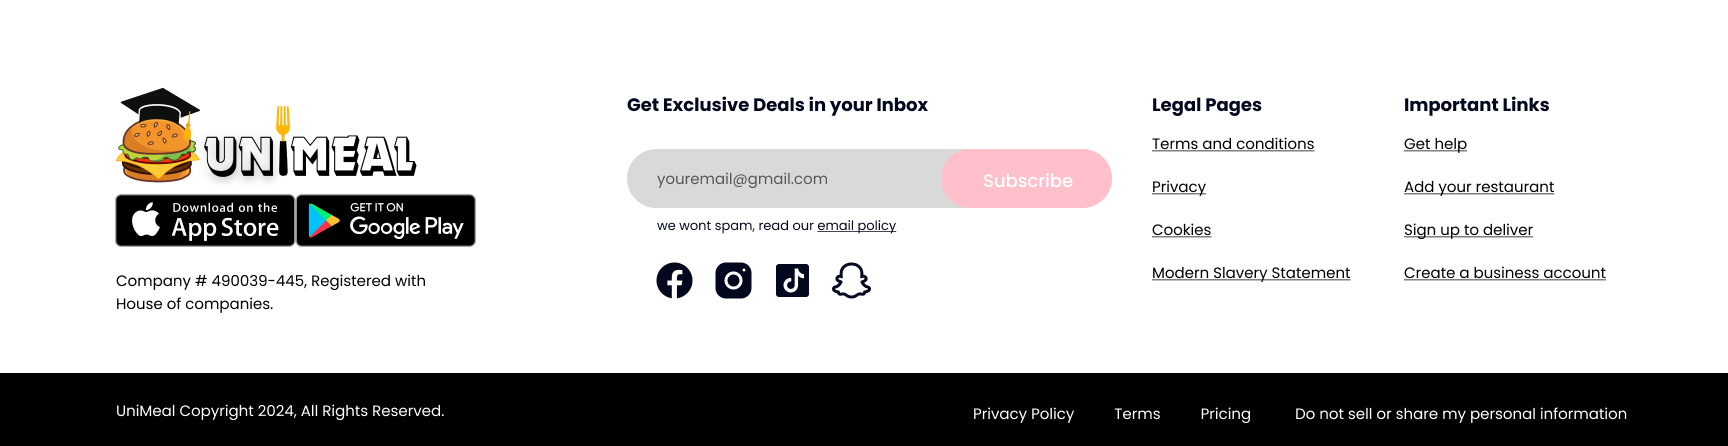 UNIMEAL
Download on the
App Store
GET IT ON
Google Play
Company # 490039-445, Registered with
House of companies.
Get Exclusive Deals in your Inbox
youremail@gmail.com
Subscribe
we wont spam, read our email policy
Legal Pages
Terms and conditions
Privacy
Cookies
Modern Slavery Statement
Important Links
Get help
Add your restaurant
Sign up to deliver
Create a business account
UniMeal Copyright 2024, All Rights Reserved.
Privacy Policy
Terms
Pricing
Do not sell or share my personal information